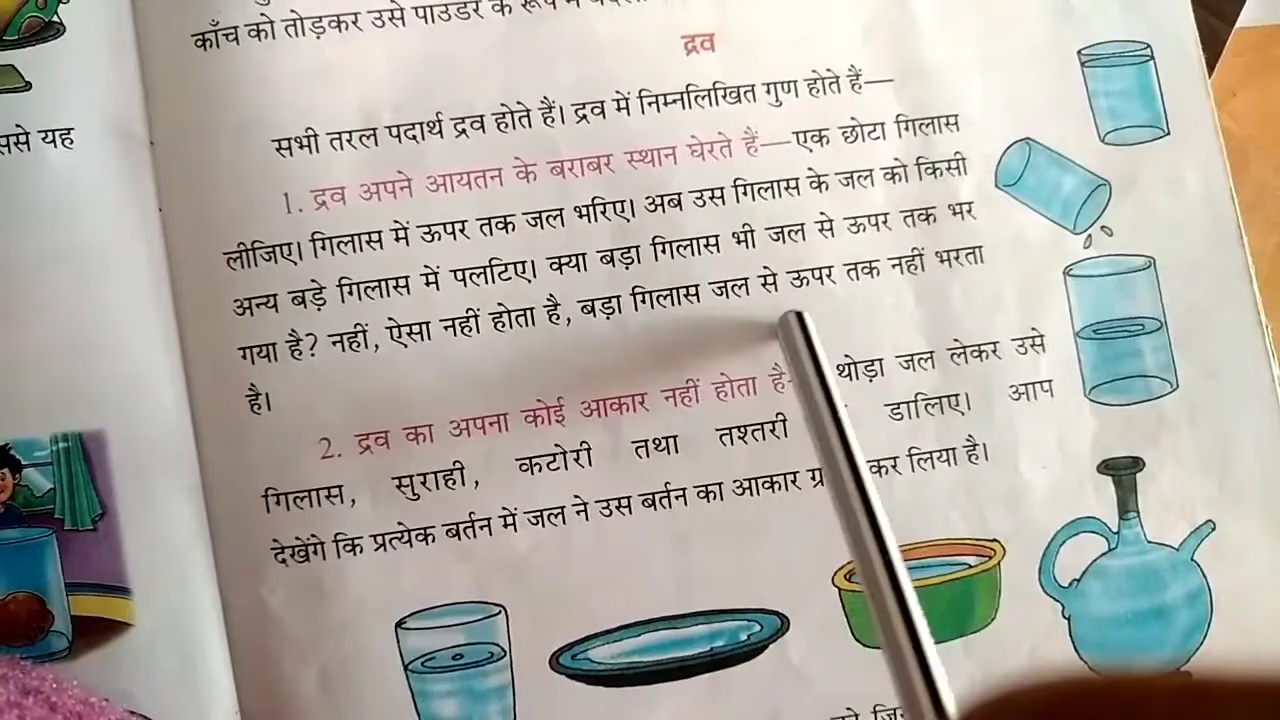 काँच को तोड़कर उसे पाउडर के रूप में
द्रव
सभी तरल पदार्थ द्रव होते हैं। द्रव में निम्नलिखित गुण होते हैं—
1. द्रव अपने आयतन के बराबर स्थान घेरते हैं—एक छोटा गिलास
लीजिए। गिलास में ऊपर तक जल भरिए। अब उस गिलास के जल को किसी
अन्य बड़े गिलास में पलटिए। क्या बड़ा गिलास भी जल से ऊपर तक भर
गया है? नहीं, ऐसा नहीं होता है, बड़ा गिलास जल से ऊपर तक नहीं भरता
है।
2. द्रव का अपना कोई आकार नहीं होता है- थोड़ा जल लेकर उसे
गिलास, सुराही, कटोरी तथा तश्तरी डालिए। आप
देखेंगे कि प्रत्येक बर्तन में जल ने उस बर्तन का आकार कर लिया है।
यह